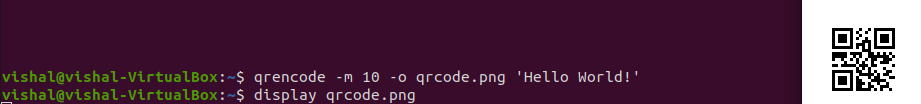 vishal@vishal-VirtualBox:~$ qrencode -m 10 -o qrcode.png 'Hello World!'
vishal@vishal-VirtualBox:~$ display qrcode.png